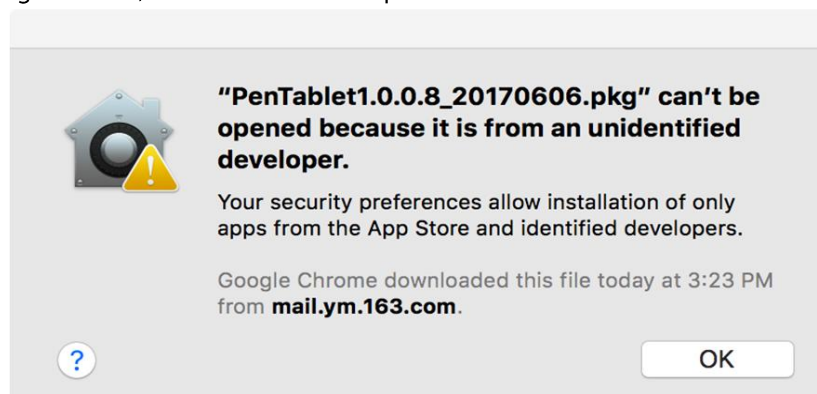 “PenTablet1.0.0.8_20170606.pkg” can’t be
opened because it is from an unidentified
developer.
Your security preferences allow installation of only
apps from the App Store and identified developers.
Google Chrome downloaded this file today at 3:23 PM
from mail.ym.163.com.
?
OK